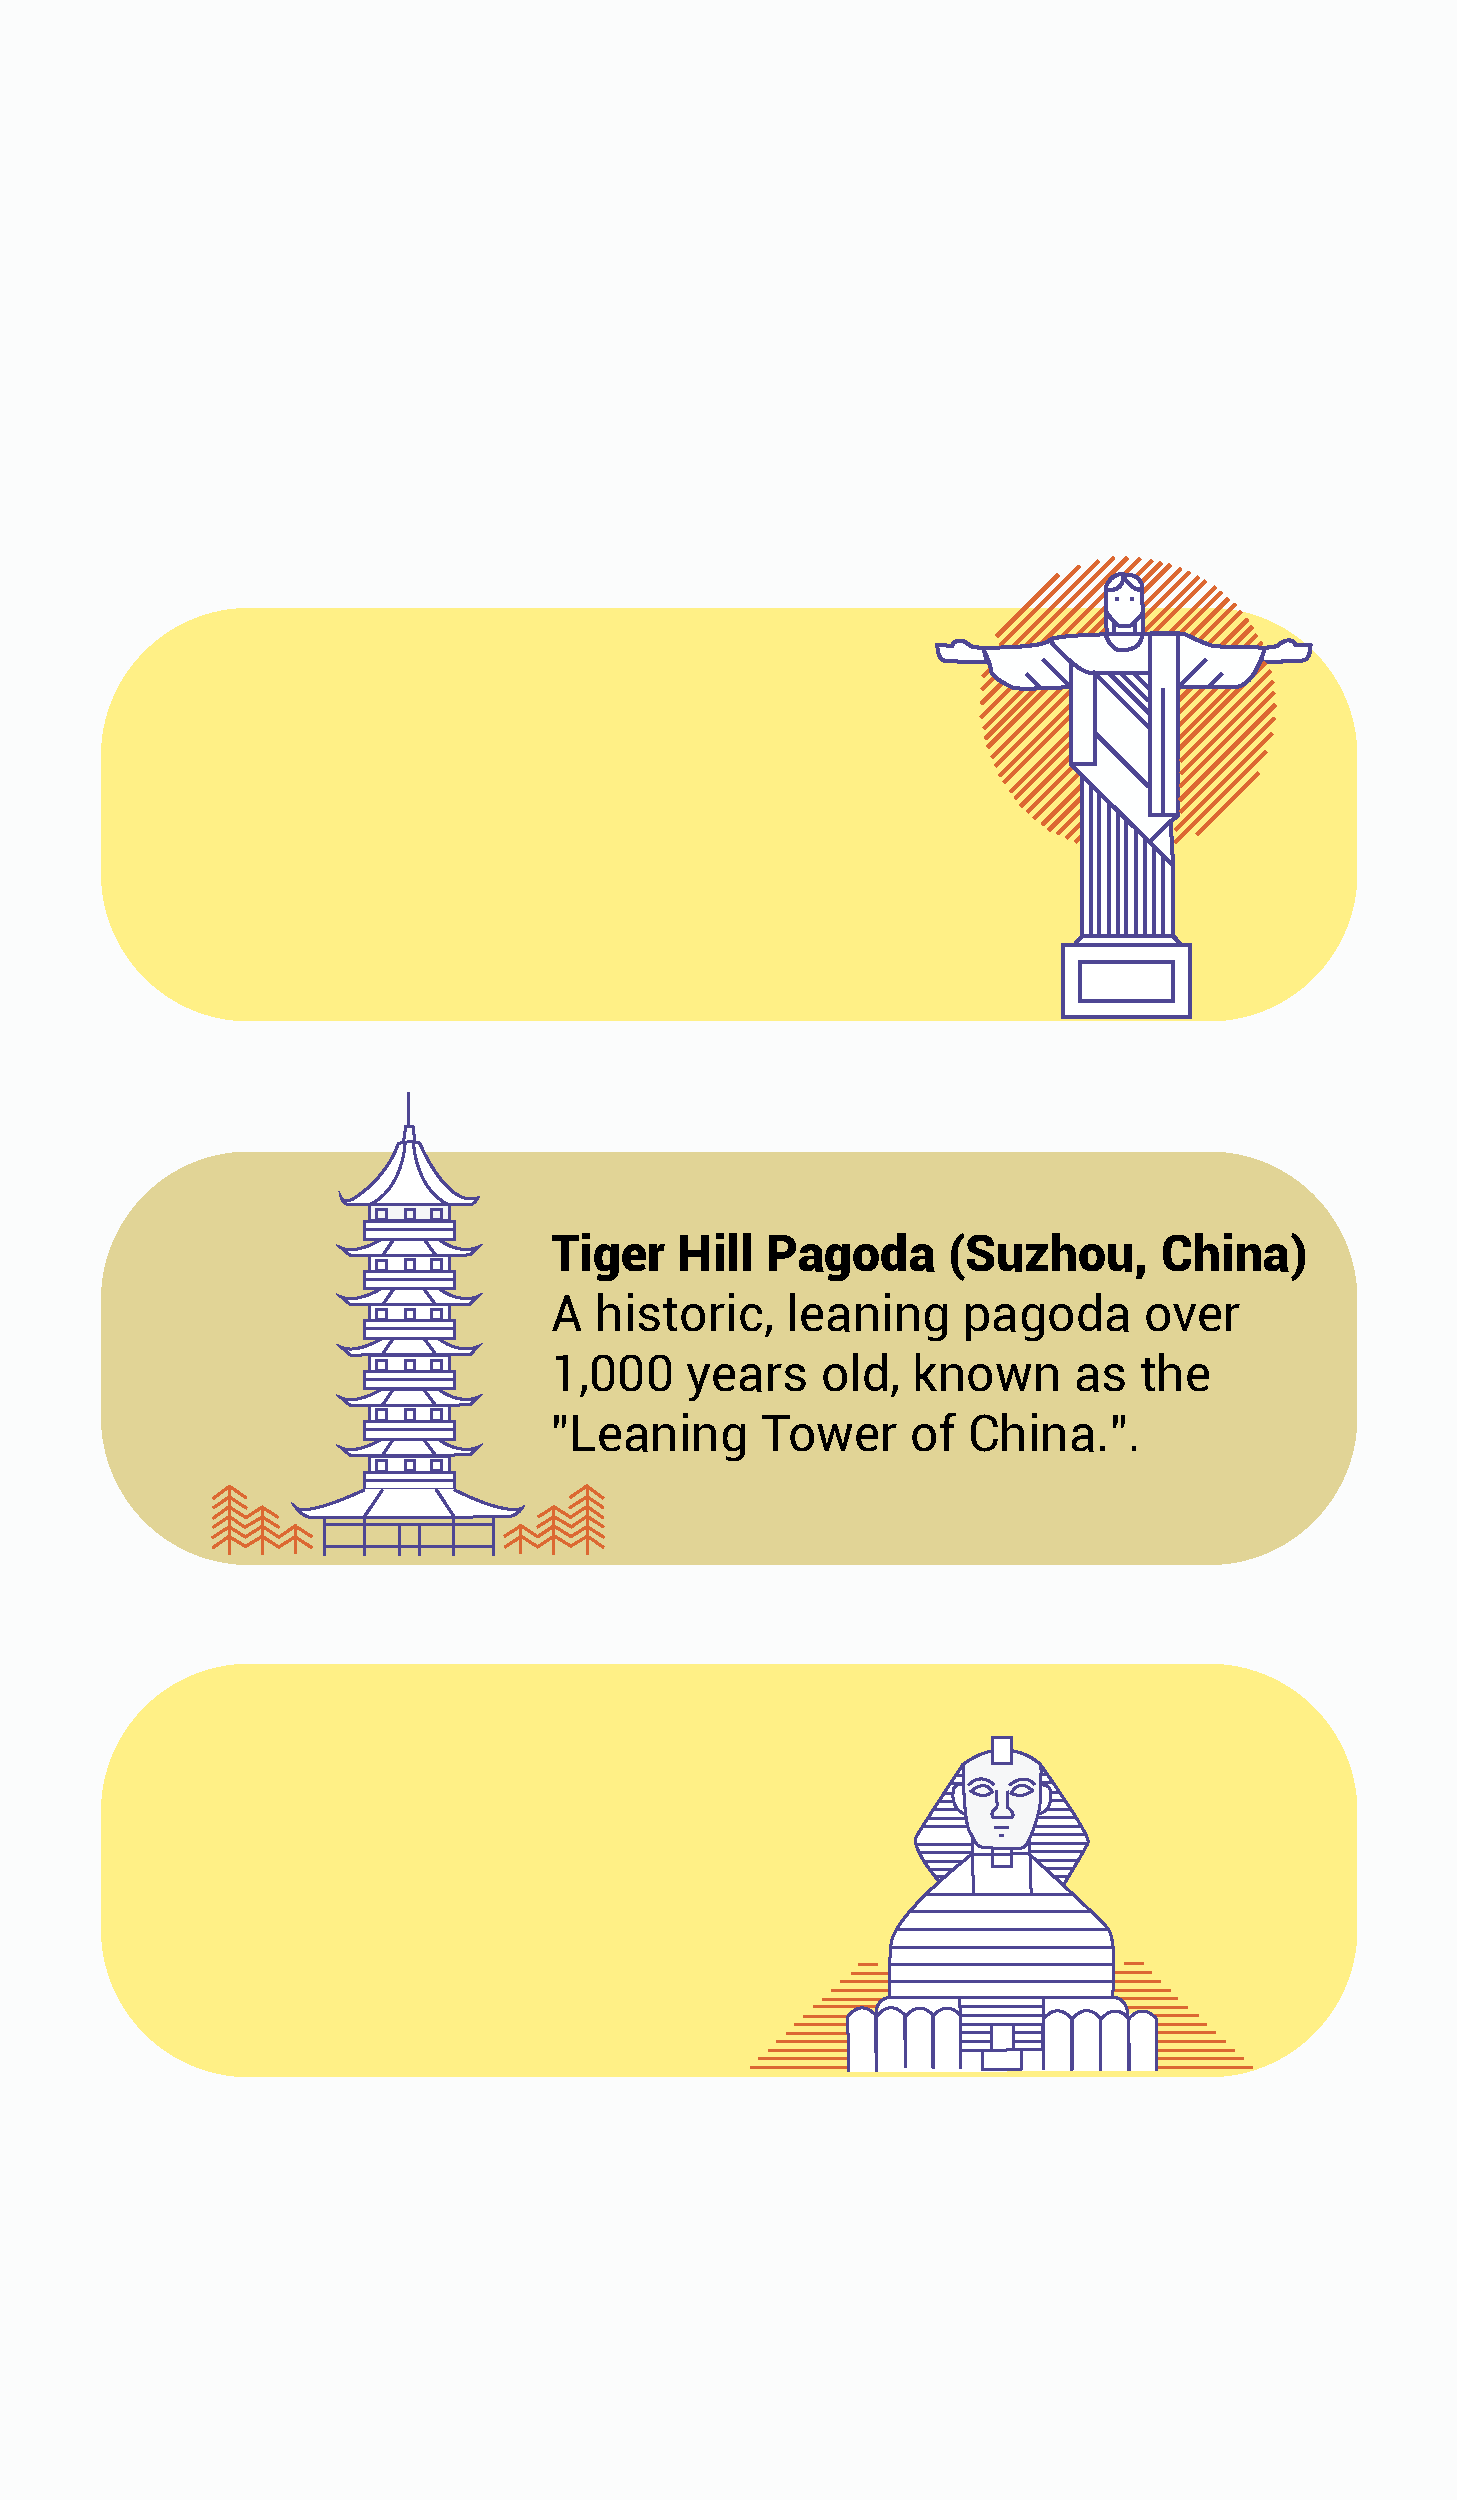 Tiger Hill Pagoda (Suzhou, China)
A historic, leaning pagoda over
1,000 years old, known as the
"Leaning Tower of China.".